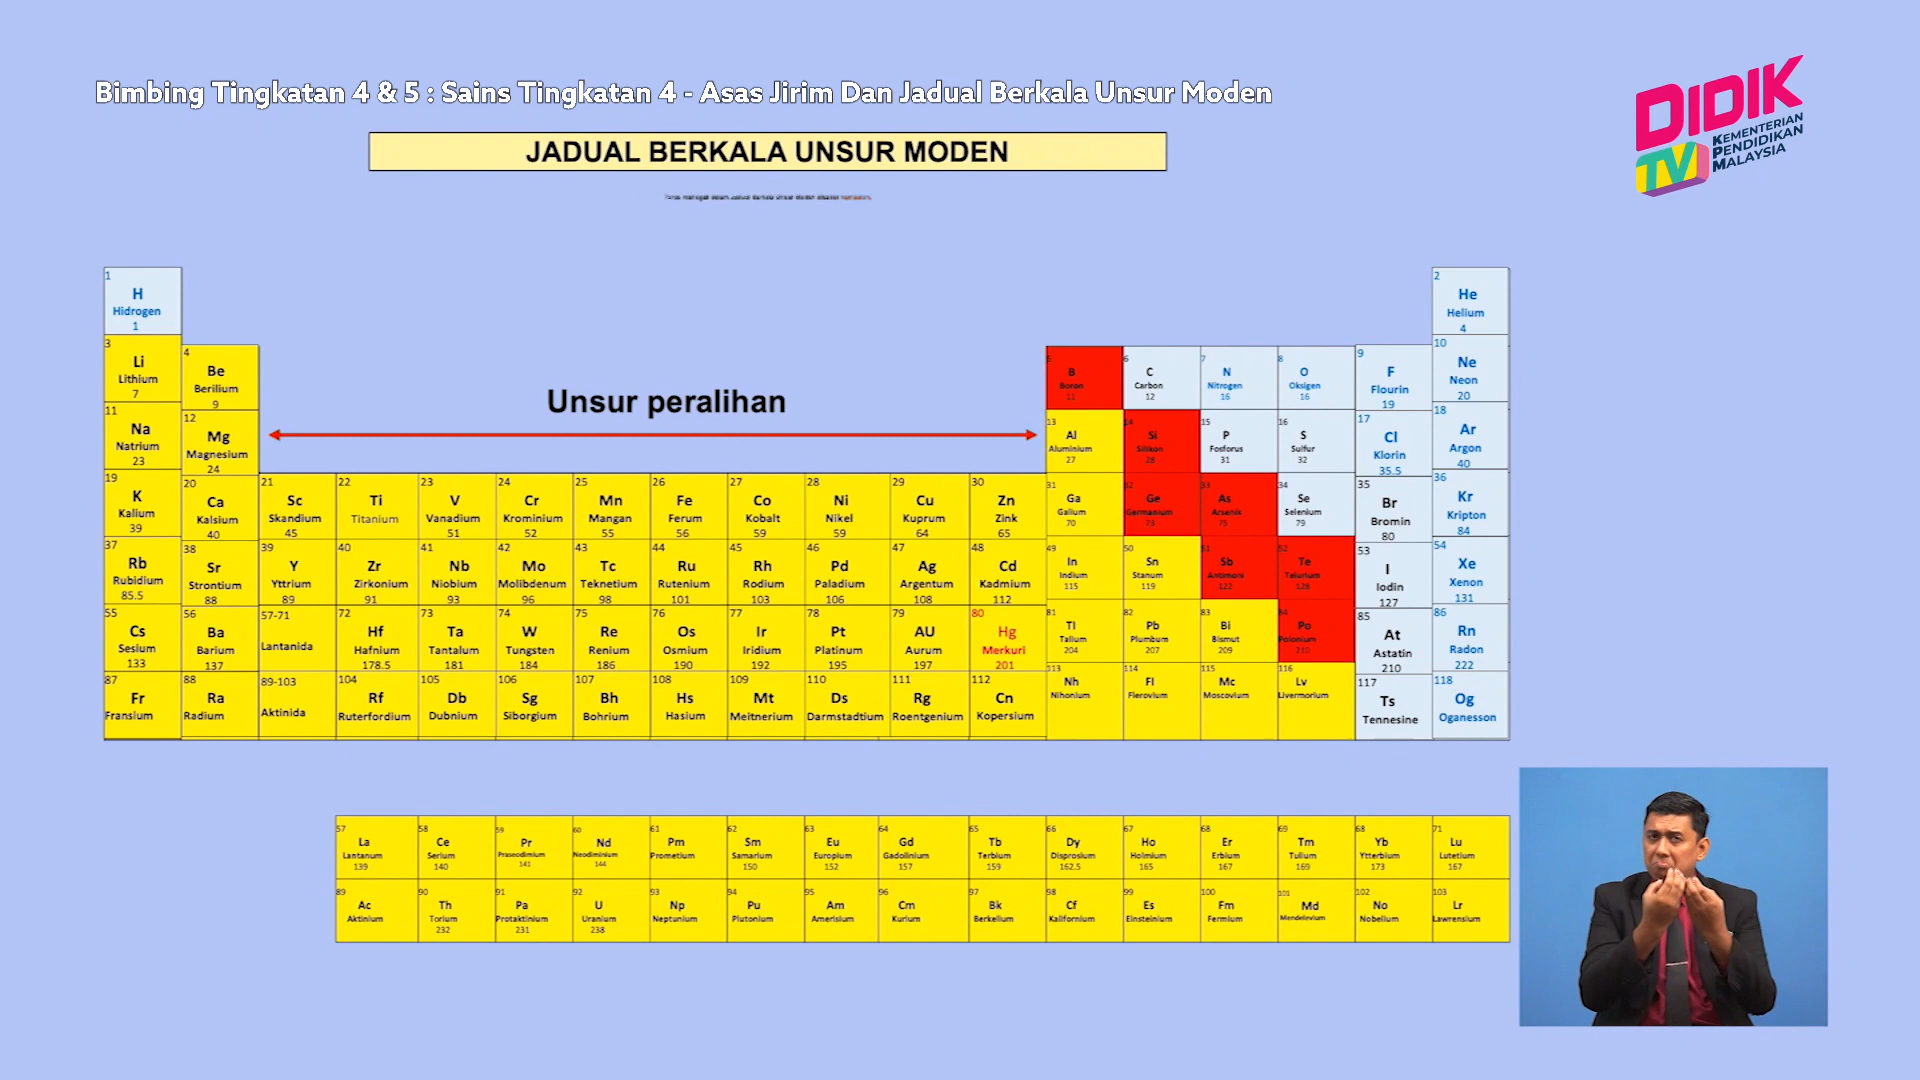 Bimbing Tingkatan 4 & 5 : Sains Tingkatan 4 - Asas Jirim Dan Jadual Berkala Unsur Moden
DIDIK
TV
KEMENTERIAN
PENDIDIKAN
MALAYSIA
JADUAL BERKALA UNSUR MODEN
1 H Hidrogen 1
2 He Helium 4
3 Li Lithium 7
4 Be Berilium 9
5 B Boron 11
6 C Carbon 12
7 N Nitrogen 16
8 O Oksigen 16
9 F Flourin 19
10 Ne Neon 20
11 Na Natrium 23
12 Mg Magnesium 24
Unsur peralihan
13 Al Aluminium 27
14 Si Silikon 28
15 P Fosforus 31
16 S Sulfur 32
17 Cl Klorin 35.5
18 Ar Argon 40
19 K Kalium 39
20 Ca Kalsium 40
21 Sc Skandium 45
22 Ti Titanium
23 V Vanadium 51
24 Cr Krominium 52
25 Mn Mangan 55
26 Fe Ferum 56
27 Co Kobalt 59
28 Ni Nikel 59
29 Cu Kuprum 64
30 Zn Zink 65
31 Ga Galium 70
32 Ge Germanium 73
33 As Arsenik 75
34 Se Selenium 79
35 Br Bromin 80
36 Kr Kripton 84
37 Rb Rubidium 85.5
38 Sr Strontium 88
39 Y Yttrium 89
40 Zr Zirkonium 91
41 Nb Niobium 93
42 Mo Molibdenum 96
43 Tc Teknetium 98
44 Ru Rutenium 101
45 Rh Rodium 103
46 Pd Paladium 106
47 Ag Argentum 108
48 Cd Kadmium 112
49 In Indium 115
50 Sn Stanum 119
51 Sb Antimoni 122
52 Te Telurium 128
53 I Iodin 127
54 Xe Xenon 131
55 Cs Sesium 133
56 Ba Barium 137
57-71 Lantanida
72 Hf Hafnium 178.5
73 Ta Tantalum 181
74 W Tungsten 184
75 Re Renium 186
76 Os Osmium 190
77 Ir Iridium 192
78 Pt Platinum 195
79 AU Aurum 197
80 Hg Merkuri 201
81 Tl Talium 204
82 Pb Plumbum 207
83 Bi Bismut 209
84 Po Polonium 210
85 At Astatin 210
86 Rn Radon 222
87 Fr Fransium
88 Ra Radium
89-103 Aktinida
104 Rf Ruterfordium
105 Db Dubnium
106 Sg Siborgium
107 Bh Bohrium
108 Hs Hasium
109 Mt Meitnerium
110 Ds Darmstadtium
111 Rg Roentgenium
112 Cn Kopersium
113 Nh Nihonium
114 Fl Flerovium
115 Mc Moscovium
116 Lv Livermorium
117 Ts Tennesine
118 Og Oganesson
57 La Lantanum 139
58 Ce Serium 140
59 Pr Praseodimium 141
60 Nd Neodiminium 144
61 Pm Prometium
62 Sm Samarium 150
63 Eu Europium 152
64 Gd Gadolinium 157
65 Tb Terbium 159
66 Dy Disprosium 162.5
67 Ho Holmium 165
68 Er Erbium 167
69 Tm Tulium 169
68 Yb Ytterbium 173
71 Lu Lutetium 167
89 Ac Aktinium
90 Th Torium 232
91 Pa Protaktinium 231
92 U Uranium 238
93 Np Neptunium
94 Pu Plutonium
95 Am Amerisium
96 Cm Kurium
97 Bk Berkelium
98 Cf Kalifornium
99 Es Einsteinium
100 Fm Fermium
101 Md Mendelevium
102 No Nobelium
103 Lr Lawrensium